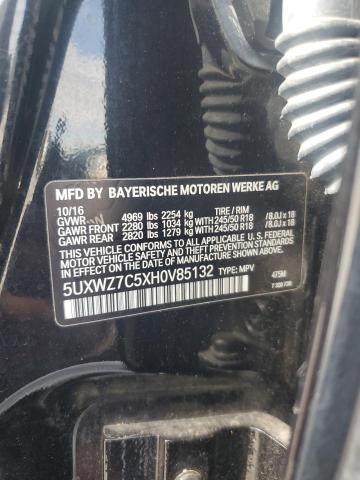 MFD BY BAYERISCHE MOTOREN WERKE AG
10/16 TIRE / RIM
GVWR 4969 lbs 2254 kg
GAWR FRONT 2280 lbs 1034 kg WITH 245/50 R18 /8.0J x 18
GAWR REAR 2820 lbs 1279 kg WITH 245/50 R18 /8.0J x 18
THIS VEHICLE CONFORMS TO ALL APPLICABLE U.S. FEDERAL
MOTOR VEHICLE SAFETY
STANDARDS IN EFFECT ON THE DATE OF MANUFACTURE SHOWN ABOVE.
5UXWZ7C5XH0V85132 TYPE: MPV 475M